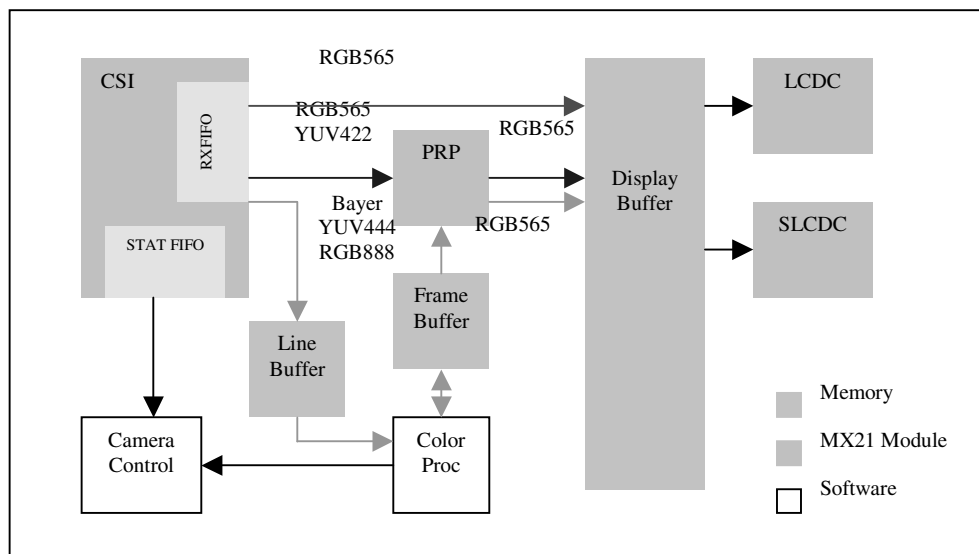 RGB565
CSI
LCDC
RGB565
YUV422
RGB565
RXFIFO
PRP
Display
Buffer
Bayer
YUV444
RGB888
RGB565
SLCDC
STAT FIFO
Frame
Buffer
Line
Buffer
Memory
Camera
Control
Color
Proc
MX21 Module
Software